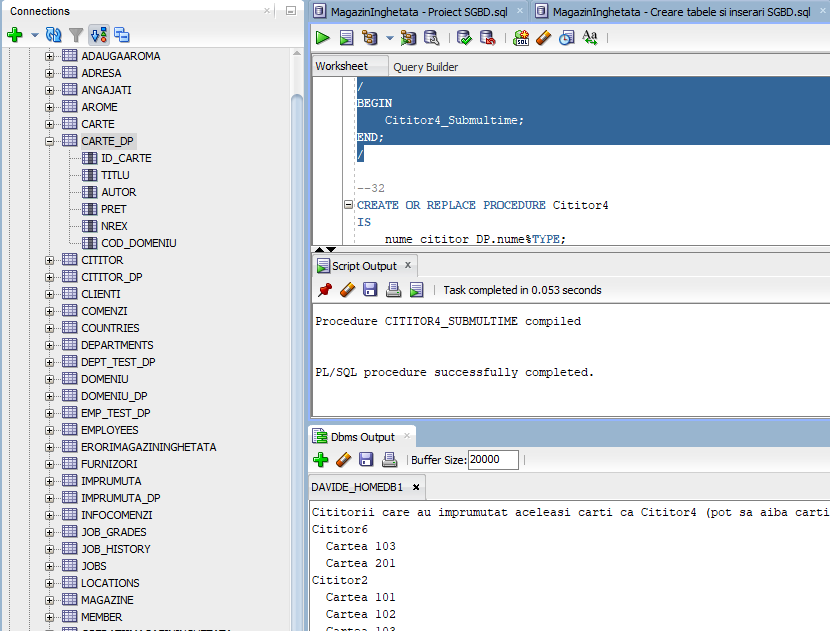 Connections
ADAUGAAROMA
ADRESA
ANGAJATI
AROME
CARTE
CARTE_DP
ID_CARTE
TITLU
AUTOR
PRET
NREX
COD_DOMENIU
CITITOR
CITITOR_DP
CLIENTI
COMENZI
COUNTRIES
DEPARTMENTS
DEPT_TEST_DP
DOMENIU
DOMENIU_DP
EMP_TEST_DP
EMPLOYEES
ERORIMAGAZININGHETATA
FURNIZORI
IMPRUMUTA
IMPRUMUTA_DP
INFOCOMENZI
JOB_GRADES
JOB_HISTORY
JOBS
LOCATIONS
MAGAZINE
MEMBER
MagazinInghetata - Proiect SGBD.sql
MagazinInghetata - Creare tabele si inserari SGBD.sql
Aa
Worksheet Query Builder
/
BEGIN
Cititor4_Submultime;
END;
/
--32
CREATE OR REPLACE PROCEDURE Cititor4
IS
nume cititor_DP.nume%TYPE;
Script Output x
Task completed in 0.053 seconds
Procedure CITITOR4_SUBMULTIME compiled
PL/SQL procedure successfully completed.
Dbms Output
Buffer Size: 20000
DAVIDE_HOMEDB1
Cititorii care au imprumutat aceleasi carti ca Cititor4 (pot sa aiba carti
Cititor6
Cartea 103
Cartea 201
Cititor2
Cartea 101
Cartea 102
Cartea 103